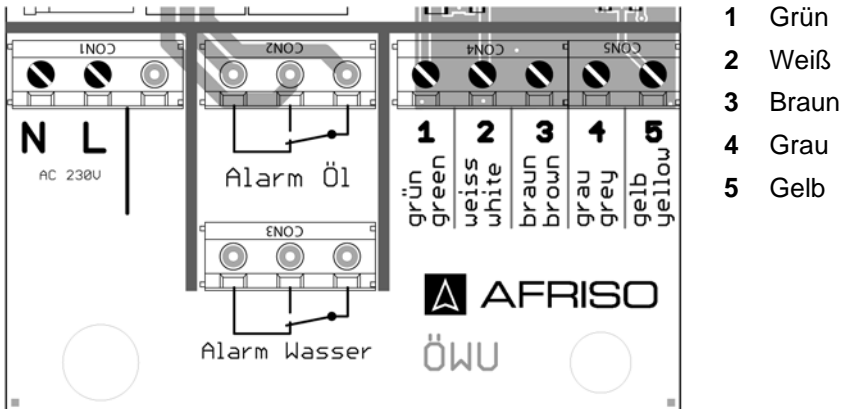 1 Grün
2 Weiß
3 Braun
4 Grau
5 Gelb
CON1
CON2
CON4
CON5
N L
AC 230V
Alarm Öl
1 2 3 4 5
grün
green
weiss
white
braun
brown
grau
grey
gelb
yellow
CON3
Alarm Wasser
AFRISO
ÖWU